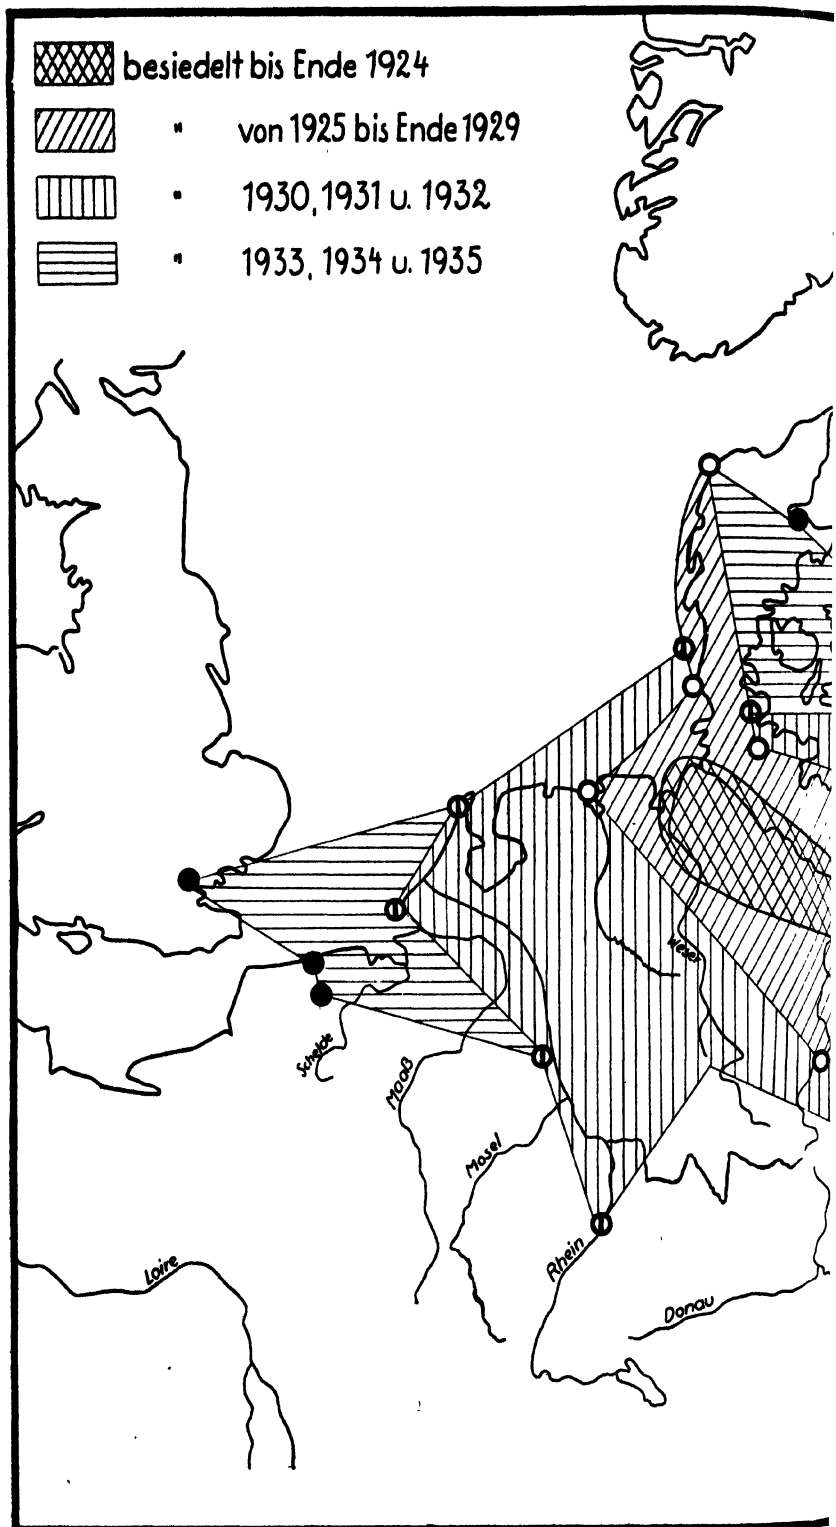 besiedelt bis Ende 1924
" von 1925 bis Ende 1929
" 1930, 1931 u. 1932
" 1933, 1934 u. 1935
Weser
Schelde
Maaß
Mosel
Rhein
Loire
Donau